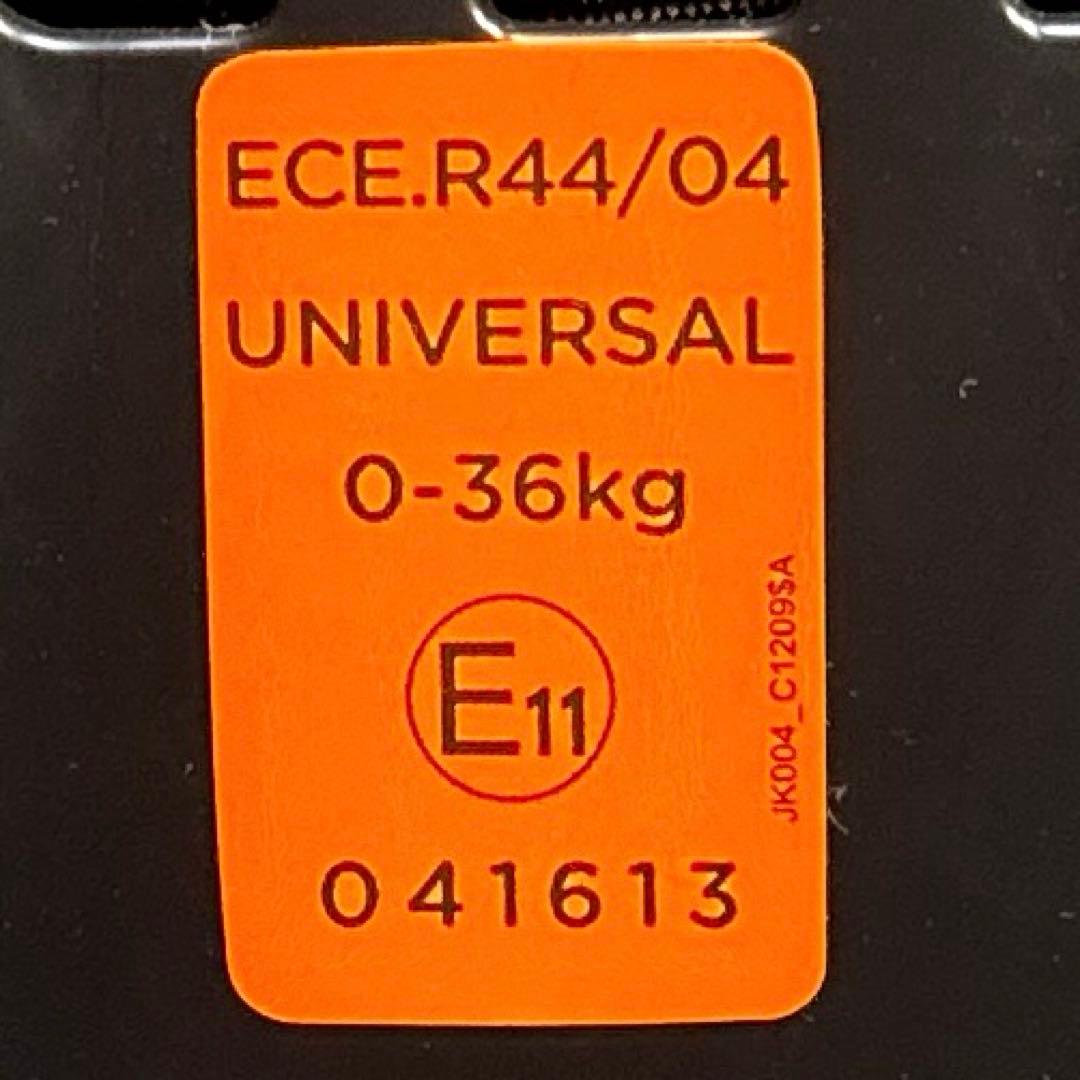 ECE.R44/04
UNIVERSAL
0-36kg
E11
041613
JK004_C1209$A